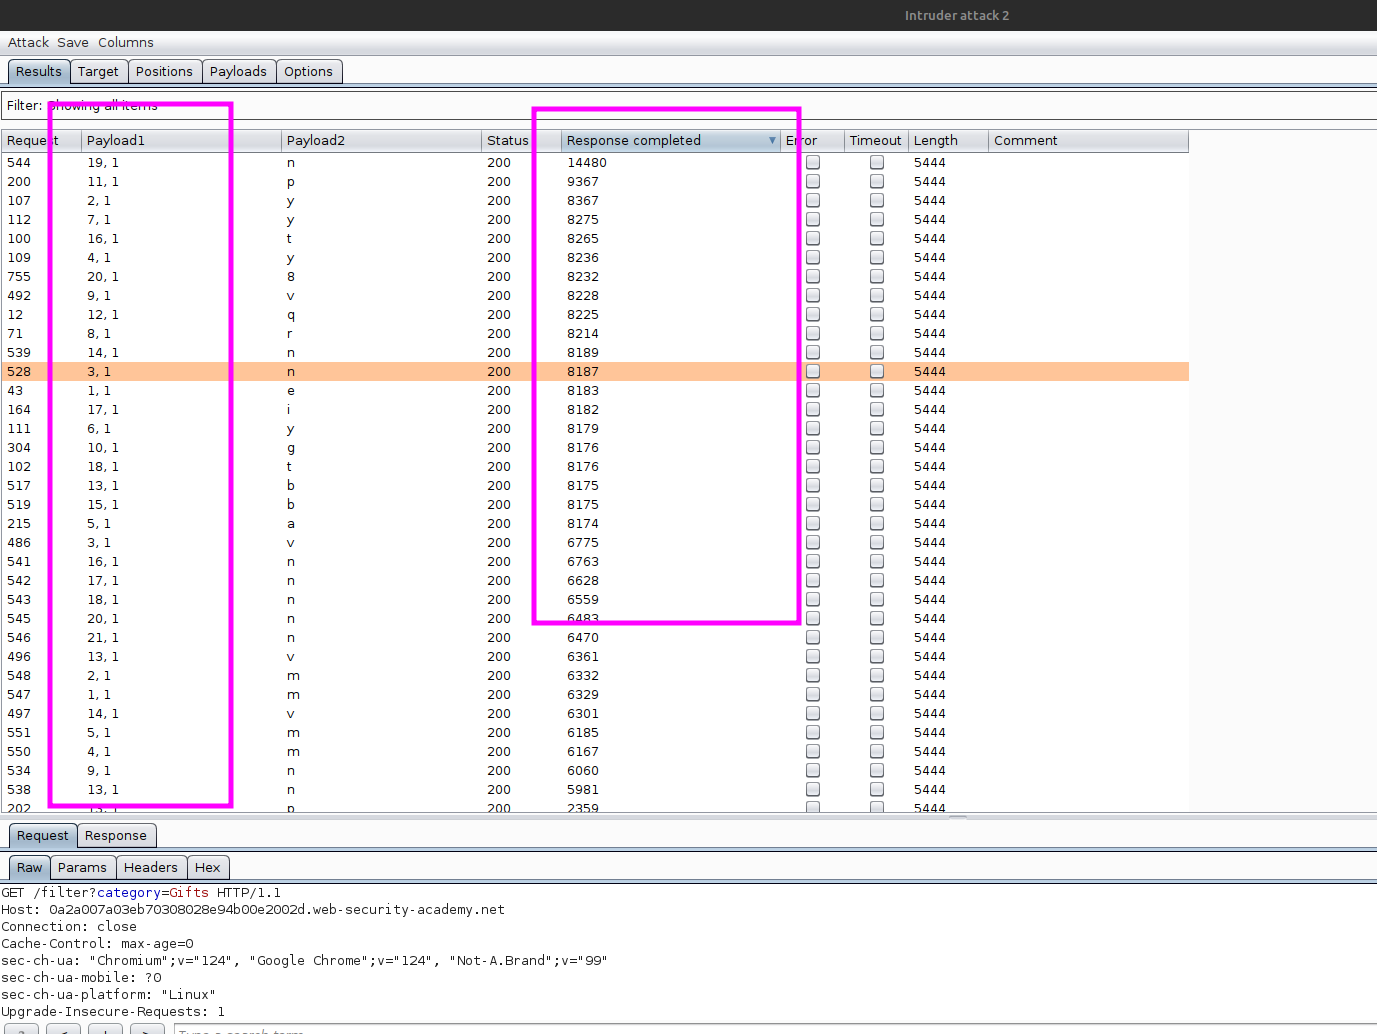 Intruder attack 2
Attack Save Columns
Results Target Positions Payloads Options
Filter: Showing all items
Request Payload1 Payload2 Status Response completed Error Timeout Length Comment
544 19, 1 n 200 14480 5444
200 11, 1 p 200 9367 5444
107 2, 1 y 200 8367 5444
112 7, 1 y 200 8275 5444
100 16, 1 t 200 8265 5444
109 4, 1 y 200 8236 5444
755 20, 1 8 200 8232 5444
492 9, 1 v 200 8228 5444
12 12, 1 q 200 8225 5444
71 8, 1 r 200 8214 5444
539 14, 1 n 200 8189 5444
528 3, 1 n 200 8187 5444
43 1, 1 e 200 8183 5444
164 17, 1 i 200 8182 5444
111 6, 1 y 200 8179 5444
304 10, 1 g 200 8176 5444
102 18, 1 t 200 8176 5444
517 13, 1 b 200 8175 5444
519 15, 1 b 200 8175 5444
215 5, 1 a 200 8174 5444
486 3, 1 v 200 6775 5444
541 16, 1 n 200 6763 5444
542 17, 1 n 200 6628 5444
543 18, 1 n 200 6559 5444
545 20, 1 n 200 6483 5444
546 21, 1 n 200 6470 5444
496 13, 1 v 200 6361 5444
548 2, 1 m 200 6332 5444
547 1, 1 m 200 6329 5444
497 14, 1 v 200 6301 5444
551 5, 1 m 200 6185 5444
550 4, 1 m 200 6167 5444
534 9, 1 n 200 6060 5444
538 13, 1 n 200 5981 5444
202 13, 1 p 200 2359 5444
Request Response
Raw Params Headers Hex
GET /filter?category=Gifts HTTP/1.1
Host: 0a2a007a03eb70308028e94b00e2002d.web-security-academy.net
Connection: close
Cache-Control: max-age=0
sec-ch-ua: "Chromium";v="124", "Google Chrome";v="124", "Not-A.Brand";v="99"
sec-ch-ua-mobile: ?0
sec-ch-ua-platform: "Linux"
Upgrade-Insecure-Requests: 1
? < + > Type a search term